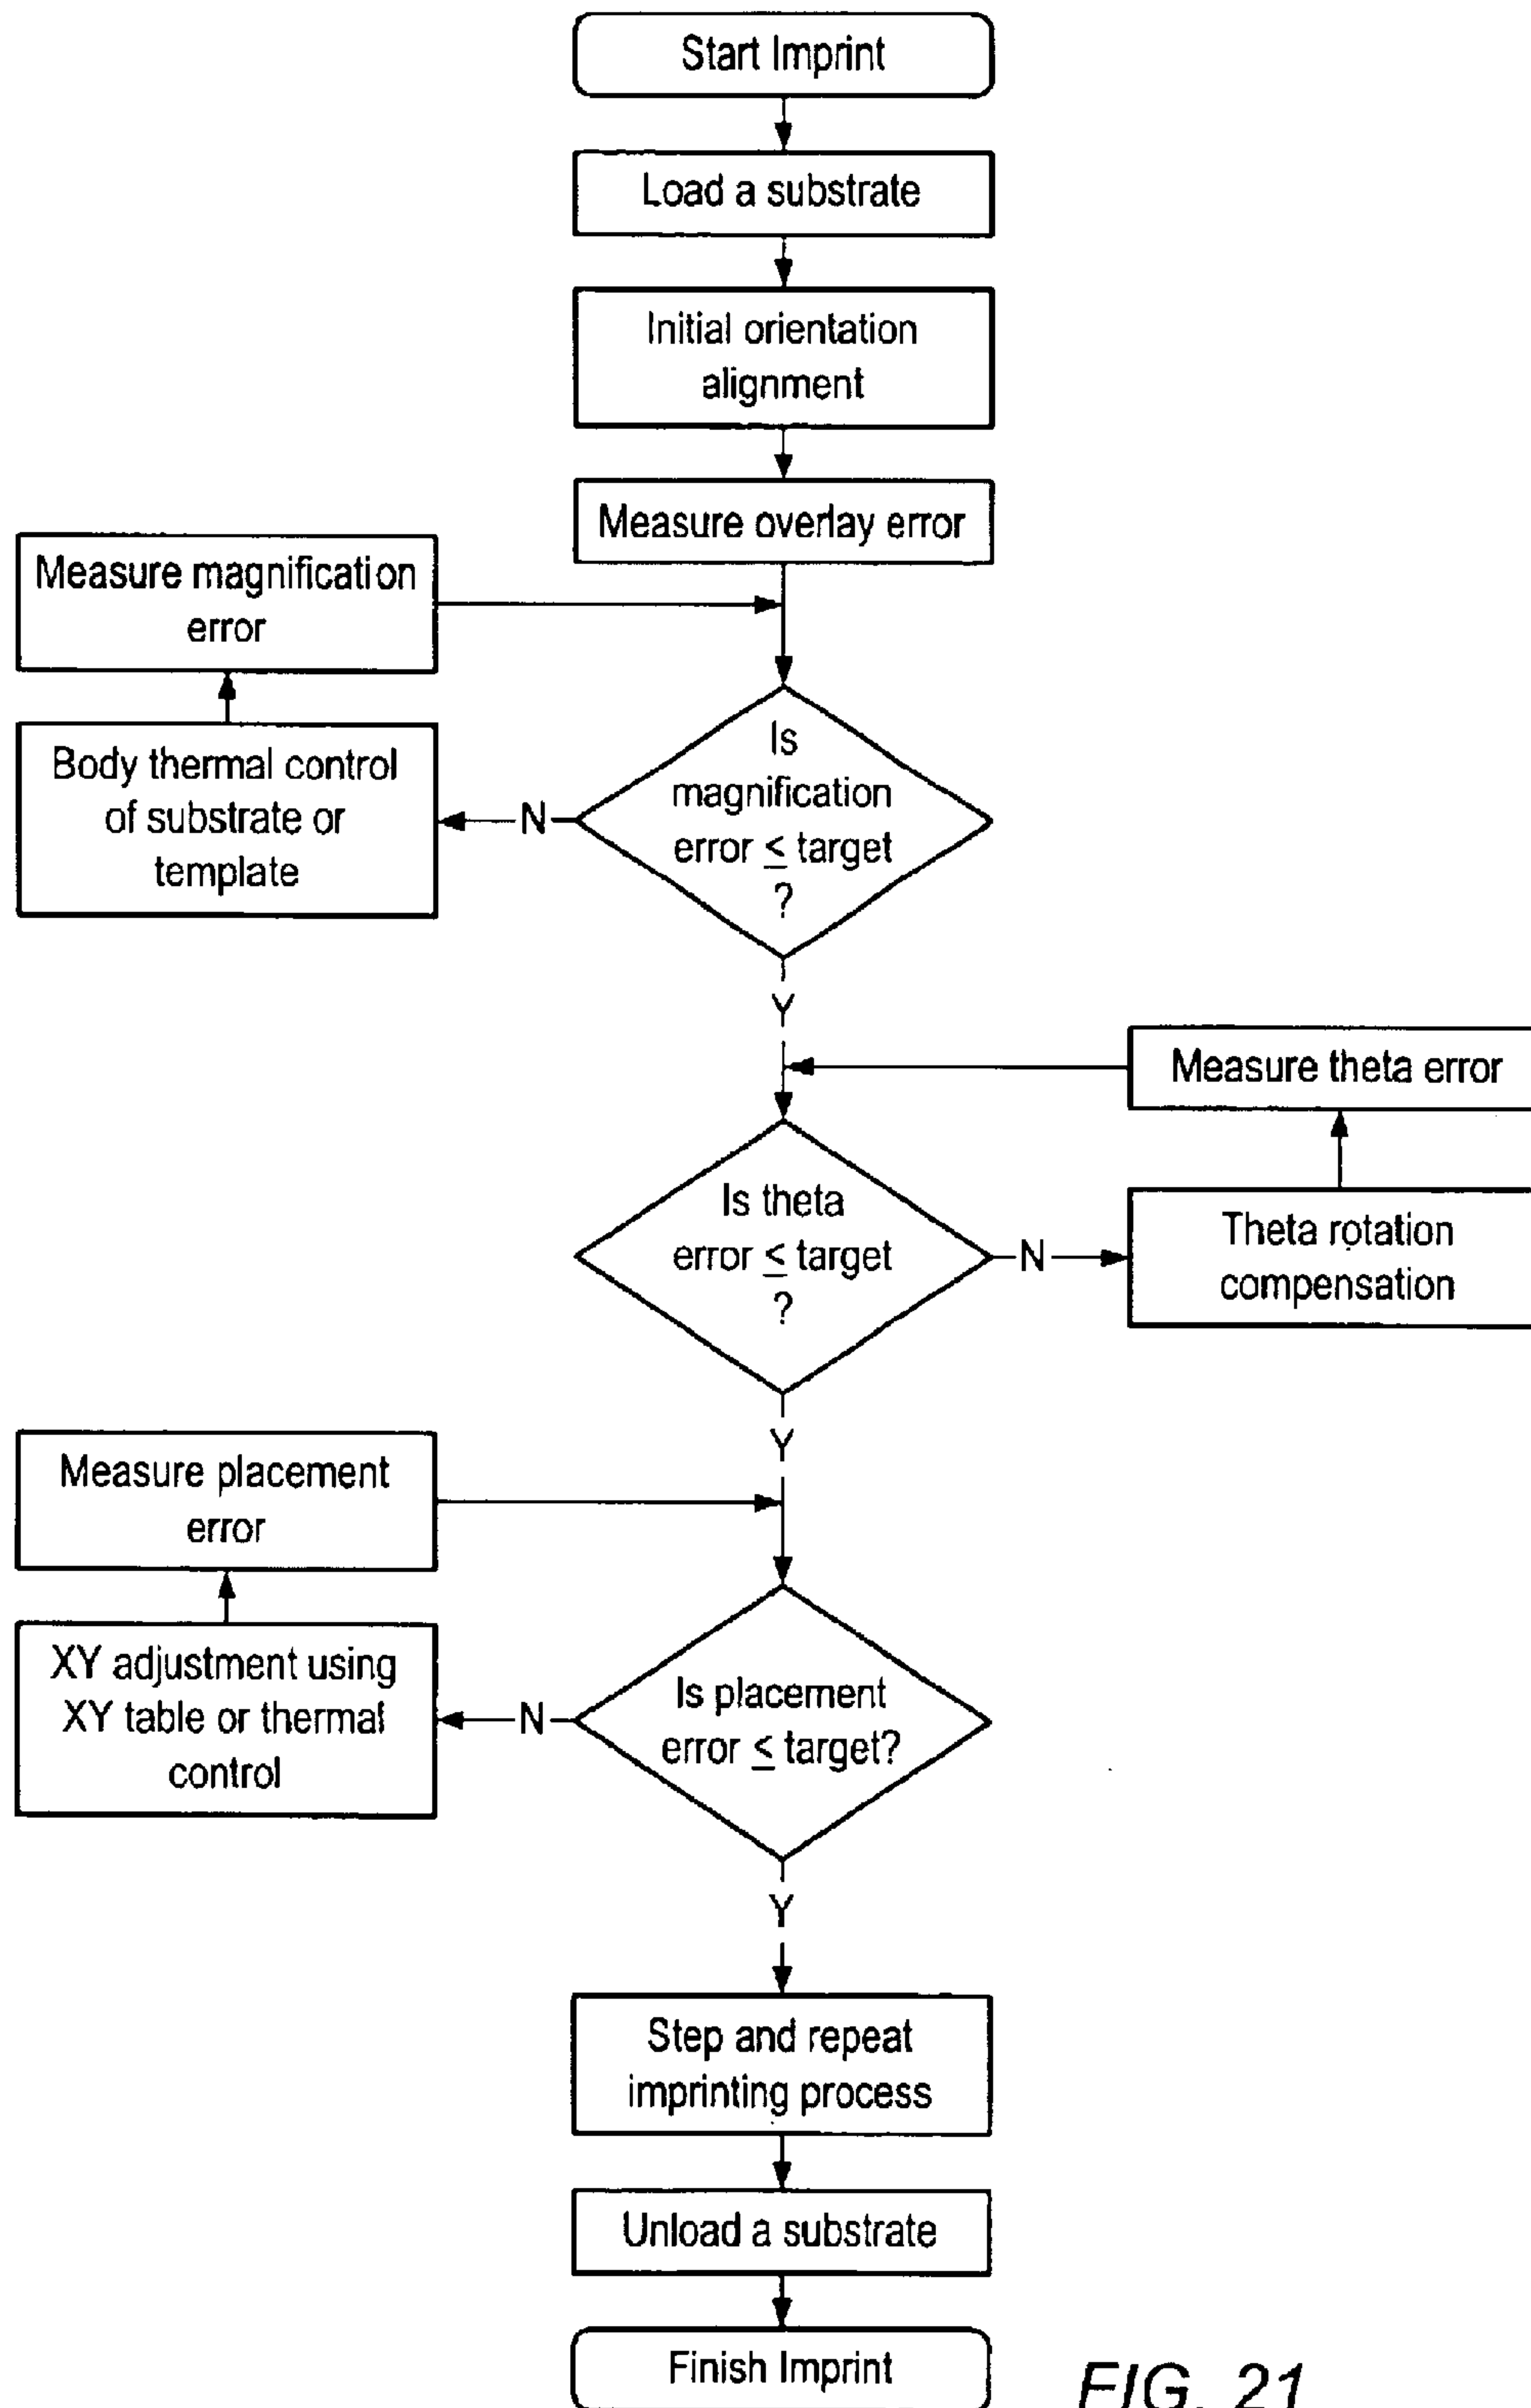 Start Imprint
Load a substrate
Initial orientation
alignment
Measure overlay error
Measure magnification
error
Body thermal control
of substrate or
template
N
Is
magnification
error ≤ target
?
Y
Measure theta error
Is theta
error ≤ target
?
N
Theta rotation
compensation
Y
Measure placement
error
XY adjustment using
XY table or thermal
control
N
Is placement
error ≤ target?
Y
Step and repeat
imprinting process
Unload a substrate
Finish Imprint
FIG. 21